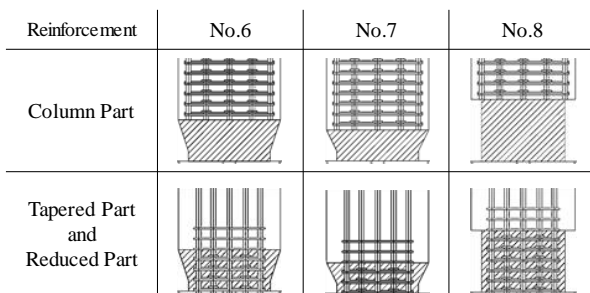 Reinforcement No.6 No.7 No.8
Column Part
Tapered Part
and
Reduced Part